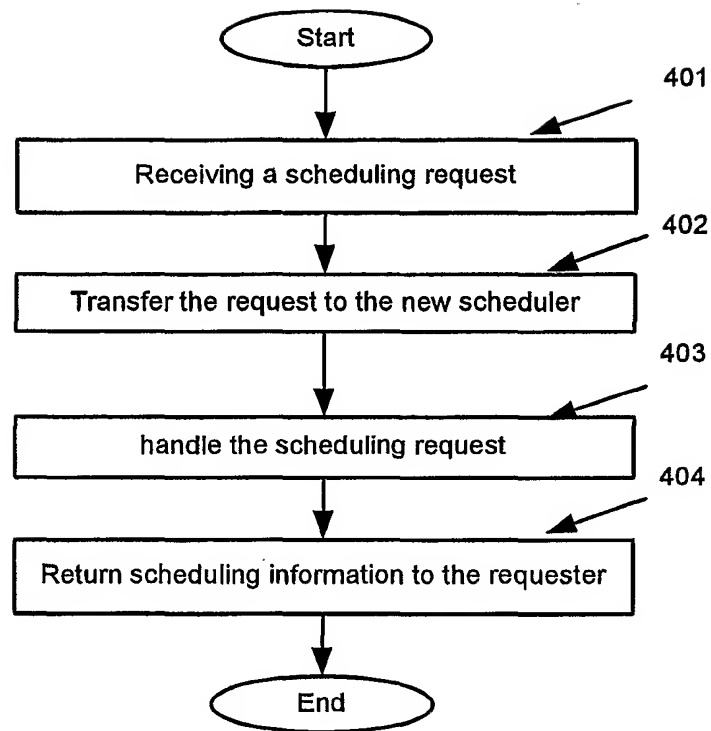 Start
401
Receiving a scheduling request
402
Transfer the request to the new scheduler
403
handle the scheduling request
404
Return scheduling information to the requester
End